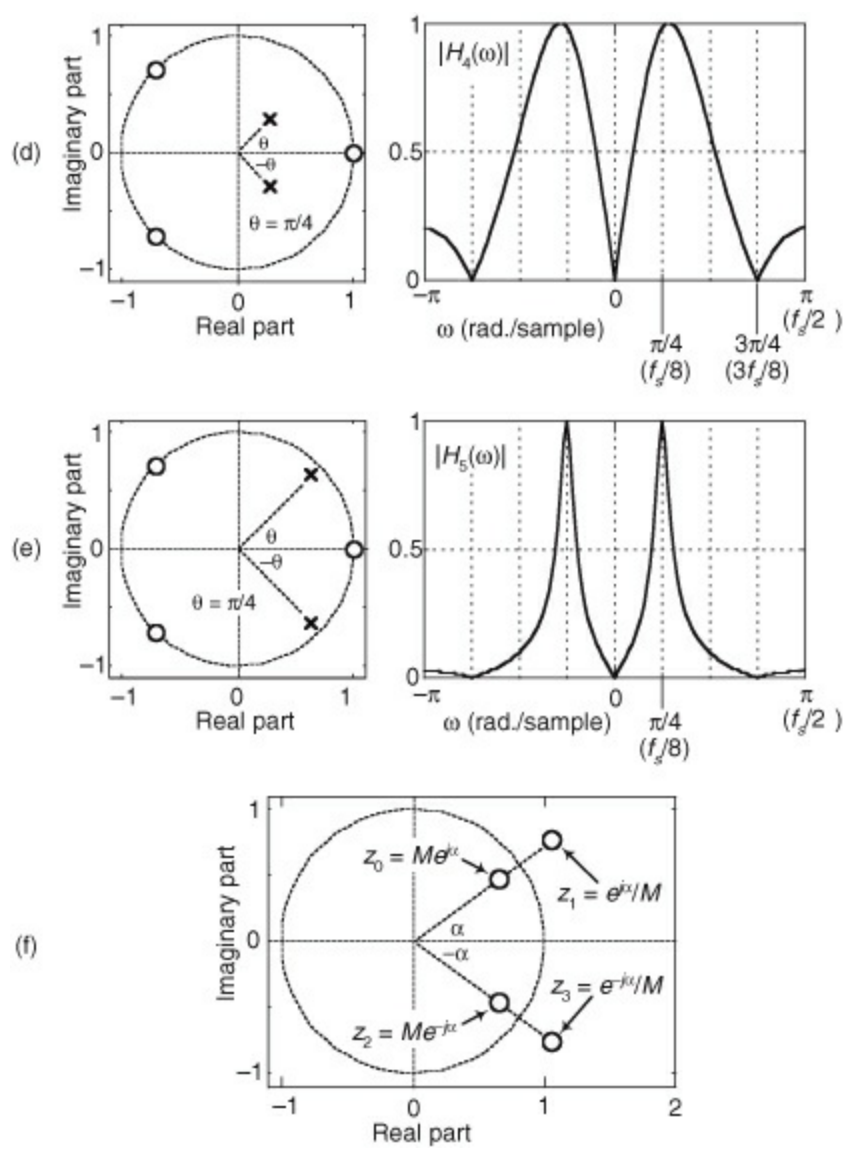 (d)
Imaginary part
1
0
−1
θ
−θ
θ = π/4
−1
0
1
Real part
|H4(ω)|
1
0.5
0
−π
0
π
(fs/2 )
ω (rad./sample)
π/4
(fs/8)
3π/4
(3fs/8)
(e)
Imaginary part
1
0
−1
θ
−θ
θ = π/4
−1
0
1
Real part
|H5(ω)|
1
0.5
0
−π
0
π
(fs/2 )
ω (rad./sample)
π/4
(fs/8)
(f)
Imaginary part
1
0
−1
z0 = Me^jα
z1 = e^jα/M
α
−α
z3 = e^−jα/M
z2 = Me^−jα
−1
0
1
2
Real part